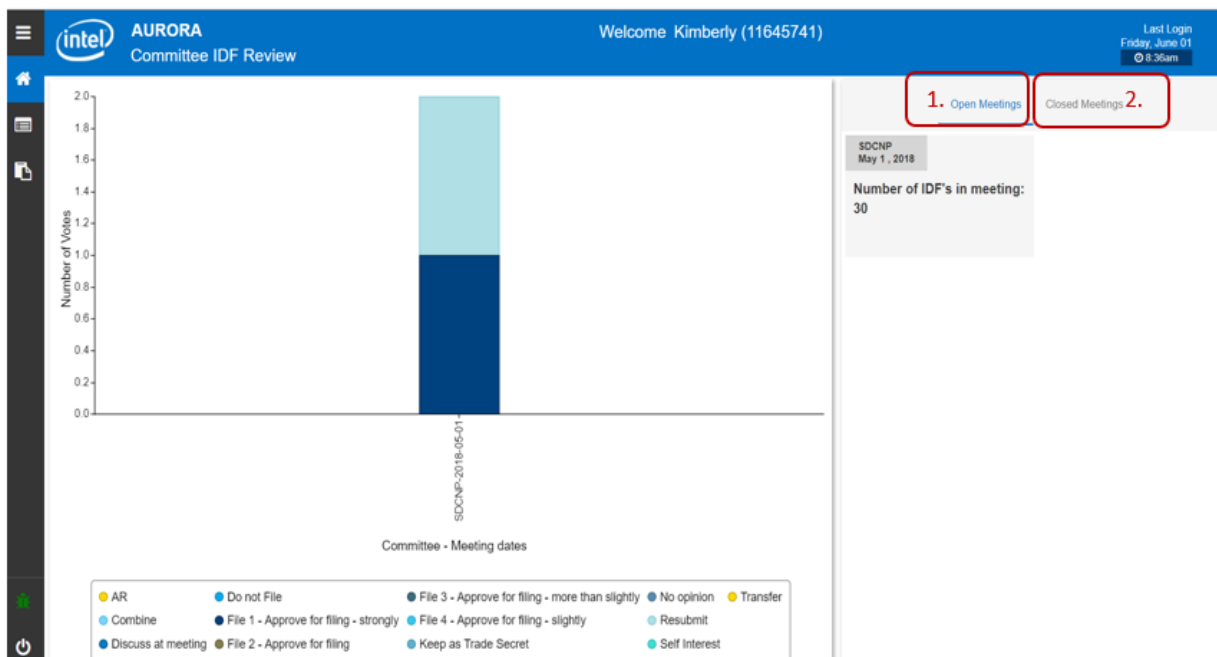 intel
AURORA
Committee IDF Review
Welcome Kimberly (11645741)
Last Login
Friday, June 01
8:36am
2.0
1.8
1.6
1.4
1.2
1.0
0.8
0.6
0.4
0.2
0.0
Number of Votes
SDCNP-2018-05-01
Committee - Meeting dates
AR
Do not File
File 3 - Approve for filing - more than slightly
No opinion
Transfer
Combine
File 1 - Approve for filing - strongly
File 4 - Approve for filing - slightly
Resubmit
Discuss at meeting
File 2 - Approve for filing
Keep as Trade Secret
Self Interest
1. Open Meetings
Closed Meetings 2.
SDCNP
May 1 , 2018
Number of IDF's in meeting:
30